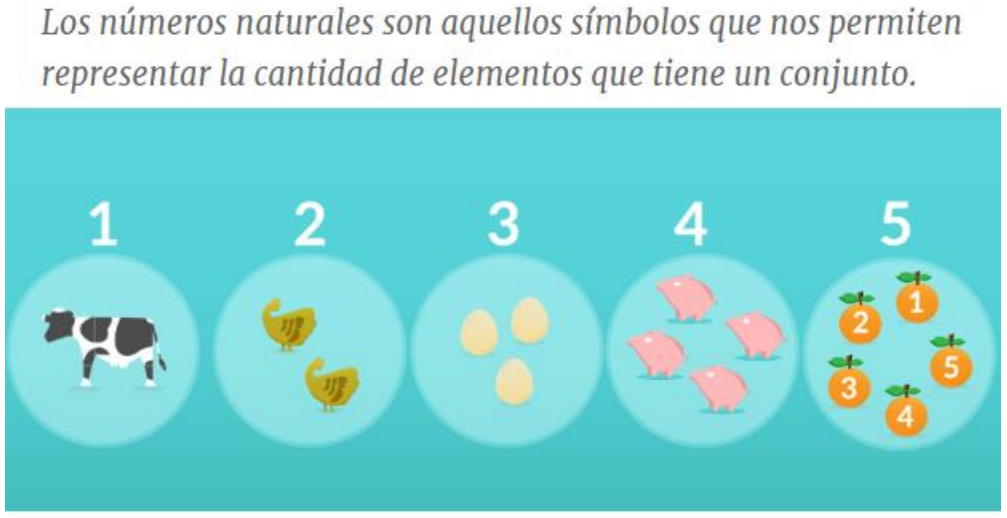 Los números naturales son aquellos símbolos que nos permiten
representar la cantidad de elementos que tiene un conjunto.
1 2 3 4 5
1
2
5
3
4